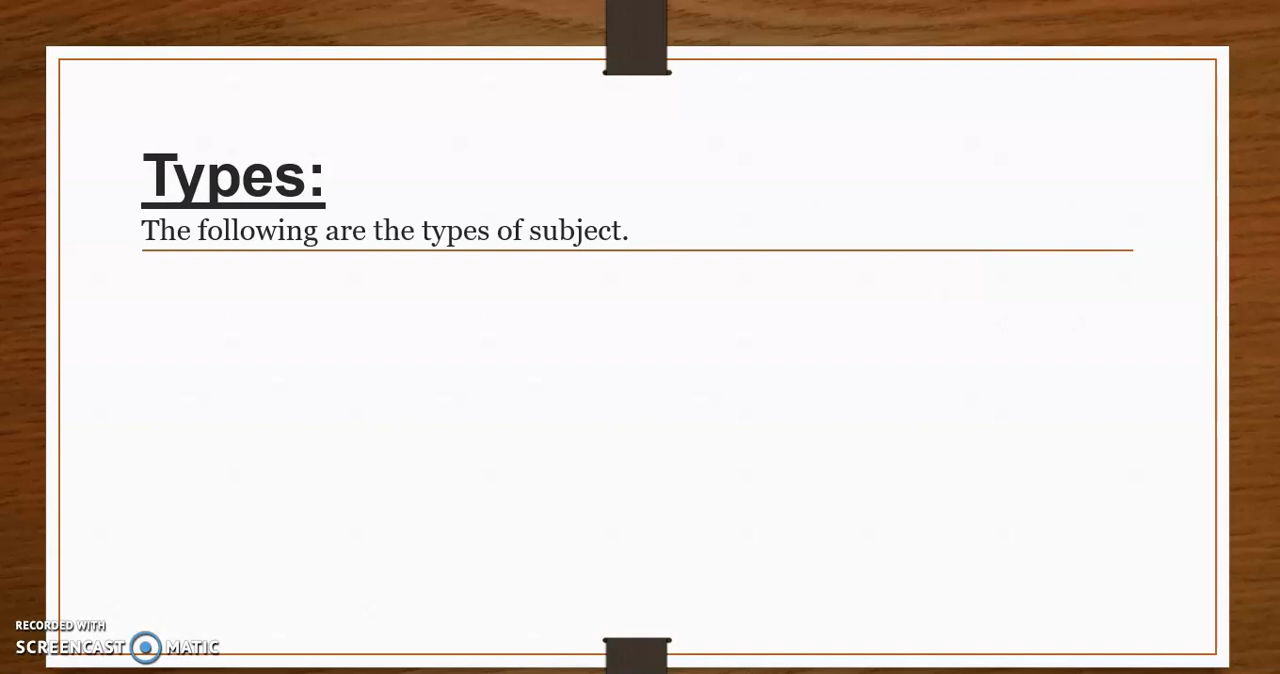 Types:
The following are the types of subject.
RECORDED WITH
SCREENCAST MATIC